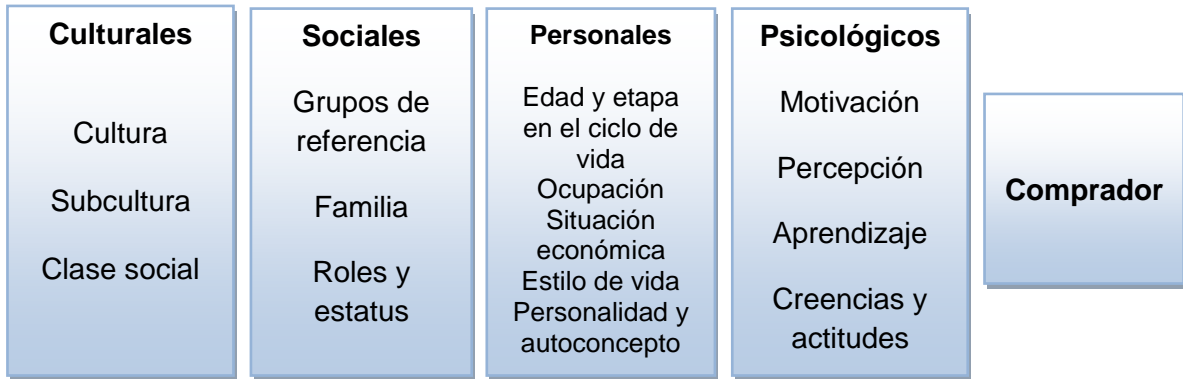 Culturales
Cultura
Subcultura
Clase social
Sociales
Grupos de
referencia
Familia
Roles y
estatus
Personales
Edad y etapa
en el ciclo de
vida
Ocupación
Situación
económica
Estilo de vida
Personalidad y
autoconcepto
Psicológicos
Motivación
Percepción
Aprendizaje
Creencias y
actitudes
Comprador